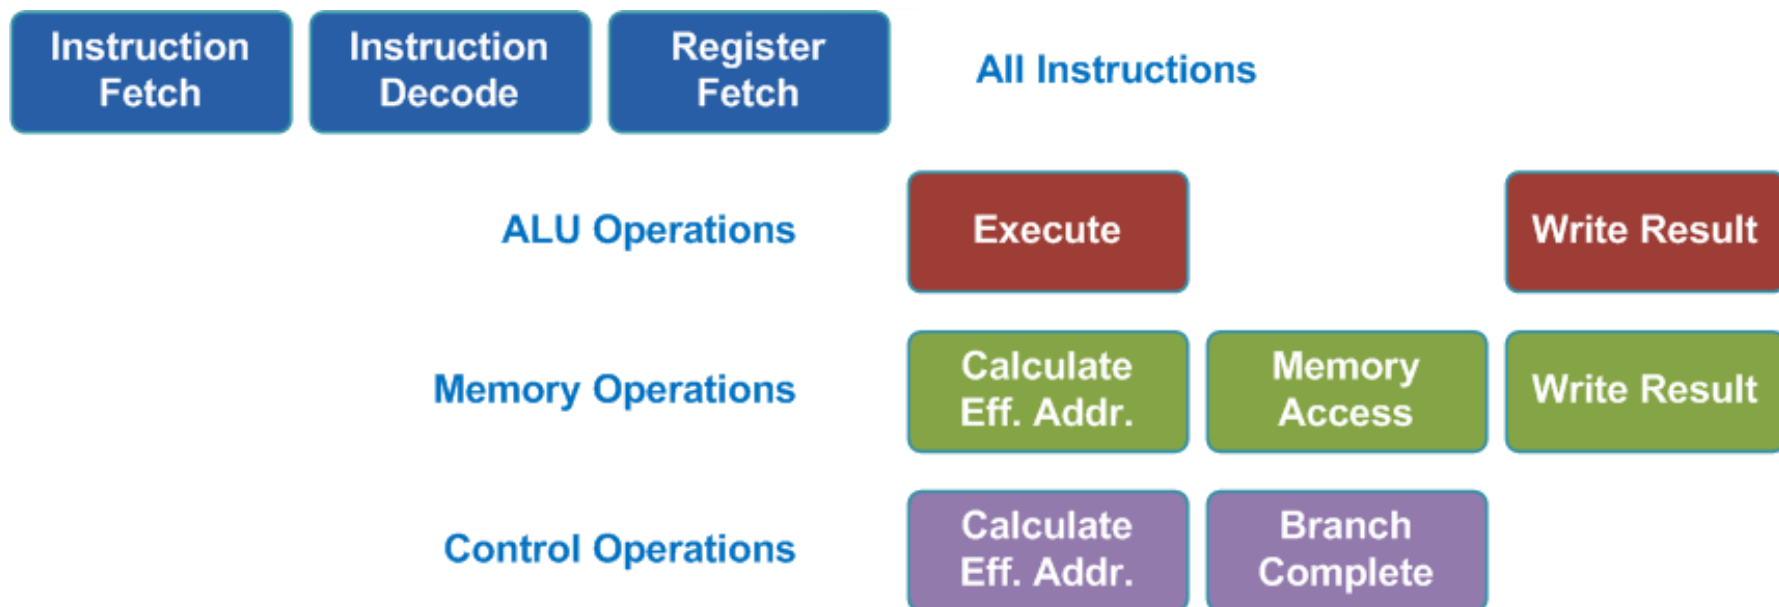 Instruction
Fetch
Instruction
Decode
Register
Fetch
All Instructions
ALU Operations
Execute
Write Result
Memory Operations
Calculate
Eff. Addr.
Memory
Access
Write Result
Control Operations
Calculate
Eff. Addr.
Branch
Complete